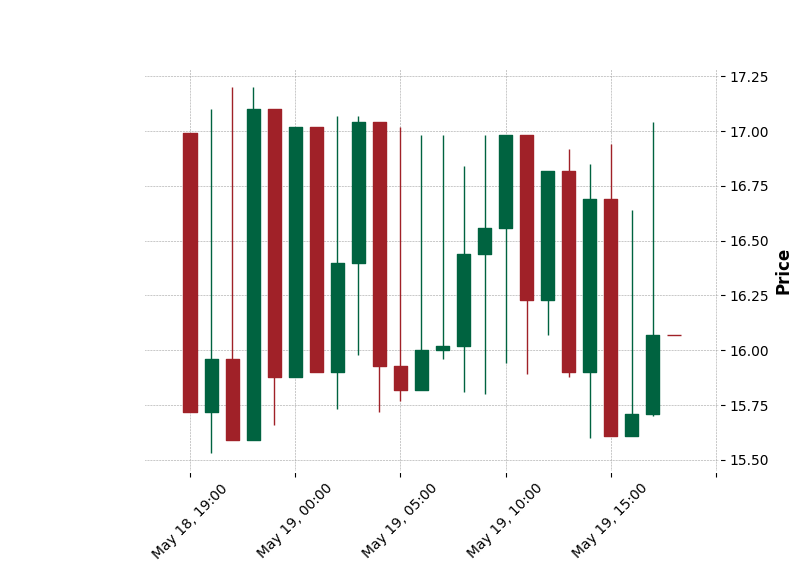 17.25
17.00
16.75
16.50
16.25
16.00
15.75
15.50
Price
May 18, 19:00
May 19, 00:00
May 19, 05:00
May 19, 10:00
May 19, 15:00